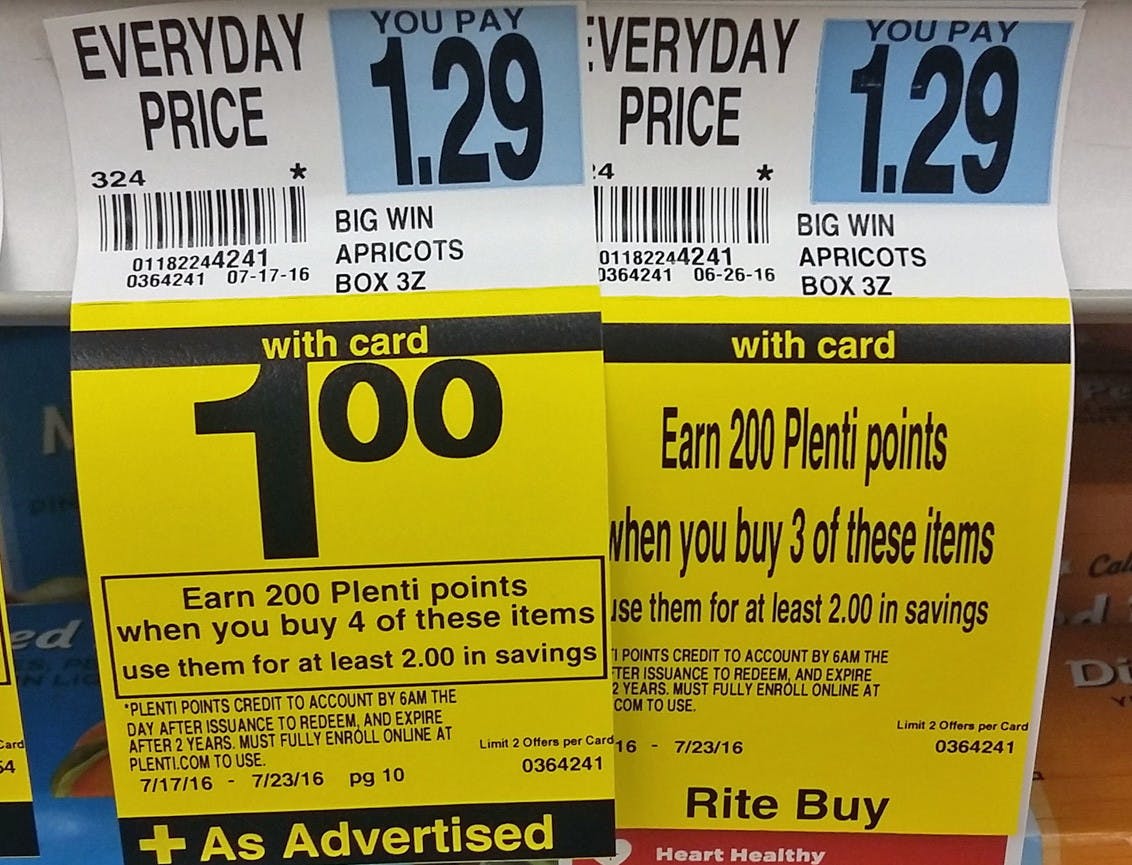 EVERYDAY
PRICE
YOU PAY
1.29
324
*
01182244241
0364241 07-17-16
BIG WIN
APRICOTS
BOX 3Z
with card
1.00
Earn 200 Plenti points
when you buy 4 of these items
use them for at least 2.00 in savings
*PLENTI POINTS CREDIT TO ACCOUNT BY 6AM THE
DAY AFTER ISSUANCE TO REDEEM, AND EXPIRE
AFTER 2 YEARS. MUST FULLY ENROLL ONLINE AT
PLENTI.COM TO USE.
Limit 2 Offers per Card
7/17/16 - 7/23/16 pg 10
0364241
+ As Advertised
VERYDAY
PRICE
YOU PAY
1.29
4
*
01182244241
0364241 06-26-16
BIG WIN
APRICOTS
BOX 3Z
with card
Earn 200 Plenti points
when you buy 3 of these items
use them for at least 2.00 in savings
POINTS CREDIT TO ACCOUNT BY 6AM THE
TER ISSUANCE TO REDEEM, AND EXPIRE
2 YEARS. MUST FULLY ENROLL ONLINE AT
COM TO USE.
Limit 2 Offers per Card
16 - 7/23/16
0364241
Rite Buy
Heart Healthy
ed
Card